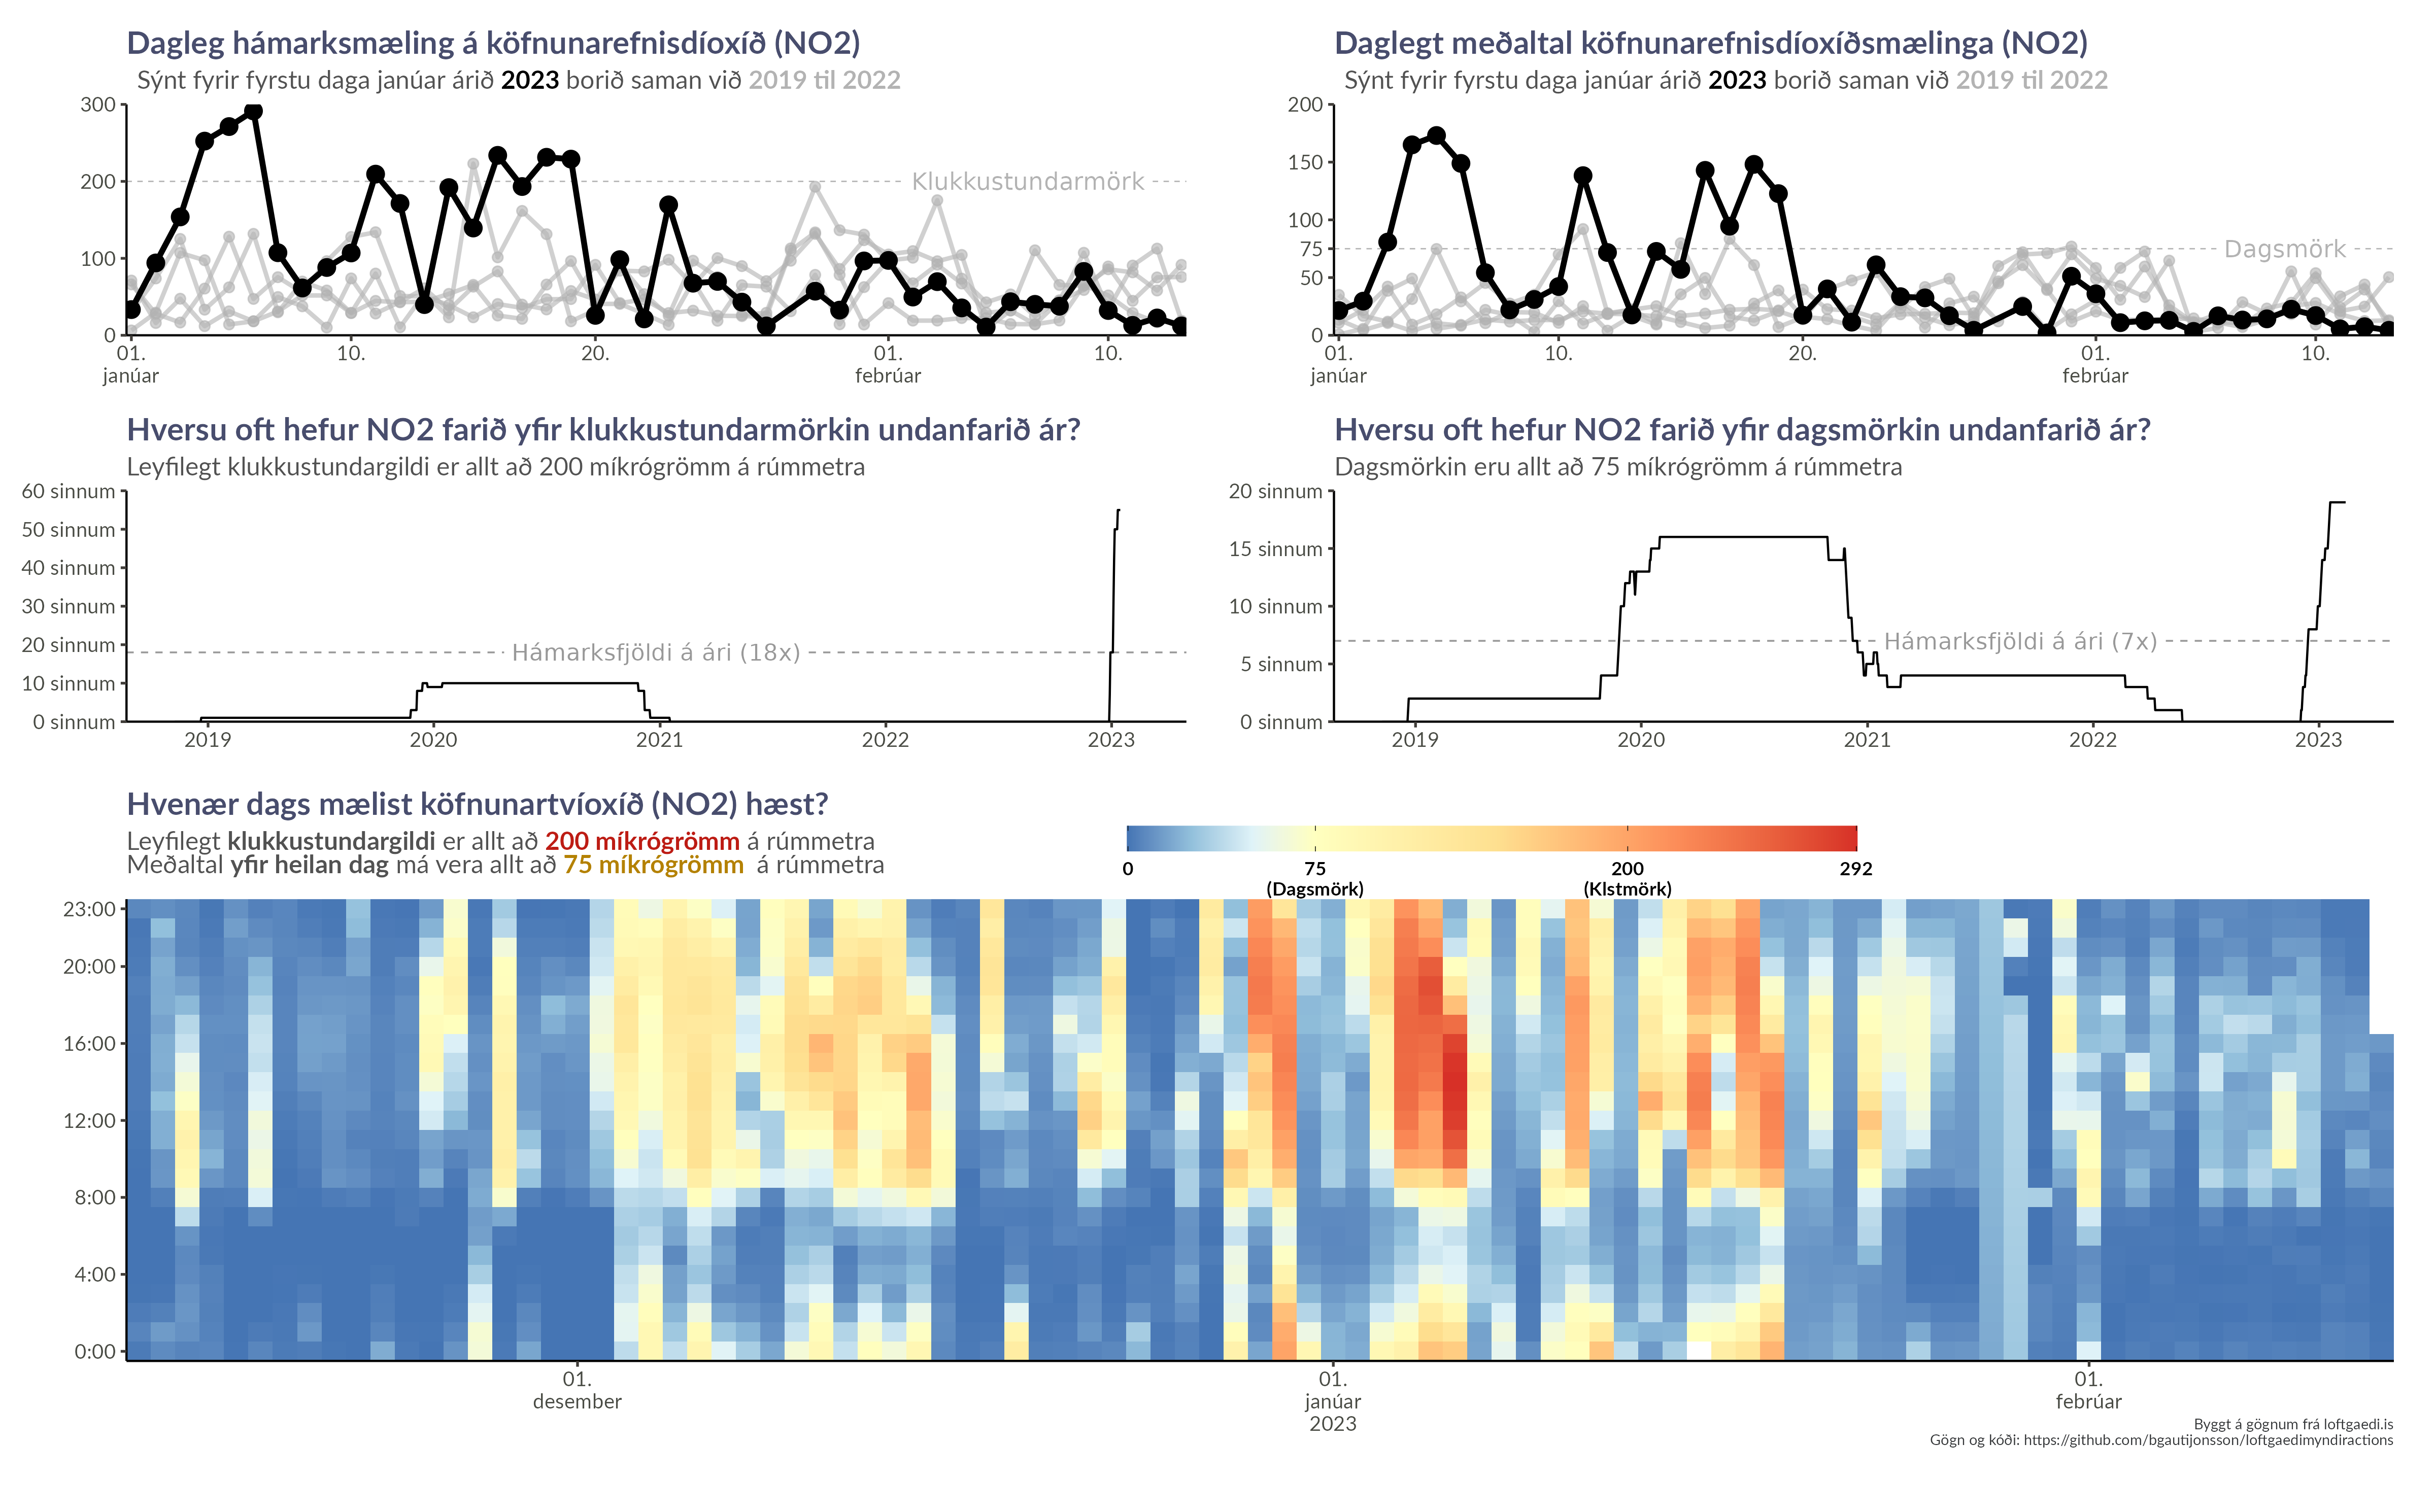 Dagleg hámarksmæling á köfnunarefnisdíoxíð (NO2)
Sýnt fyrir fyrstu daga janúar árið 2023 borið saman við 2019 til 2022
300
200
100
0
Klukkustundarmörk
01.
janúar
10.
20.
01.
febrúar
10.
Daglegt meðaltal köfnunarefnisdíoxíðsmælinga (NO2)
Sýnt fyrir fyrstu daga janúar árið 2023 borið saman við 2019 til 2022
200
150
100
75
50
0
Dagsmörk
01.
janúar
10.
20.
01.
febrúar
10.
Hversu oft hefur NO2 farið yfir klukkustundarmörkin undanfarið ár?
Leyfilegt klukkustundargildi er allt að 200 míkrógrömm á rúmmetra
60 sinnum
50 sinnum
40 sinnum
30 sinnum
20 sinnum
10 sinnum
0 sinnum
Hámarksfjöldi á ári (18x)
2019
2020
2021
2022
2023
Hversu oft hefur NO2 farið yfir dagsmörkin undanfarið ár?
Dagsmörkin eru allt að 75 míkrógrömm á rúmmetra
20 sinnum
15 sinnum
10 sinnum
5 sinnum
0 sinnum
Hámarksfjöldi á ári (7x)
2019
2020
2021
2022
2023
Hvenær dags mælist köfnunartvíoxíð (NO2) hæst?
Leyfilegt klukkustundargildi er allt að 200 míkrógrömm á rúmmetra
Meðaltal yfir heilan dag má vera allt að 75 míkrógrömm á rúmmetra
0
75
(Dagsmörk)
200
(Klstmörk)
292
23:00
20:00
16:00
12:00
8:00
4:00
0:00
01.
desember
01.
janúar
2023
01.
febrúar
Byggt á gögnum frá loftgaedi.is
Gögn og kóði: https://github.com/bgautijonsson/loftgaedimyndiractions